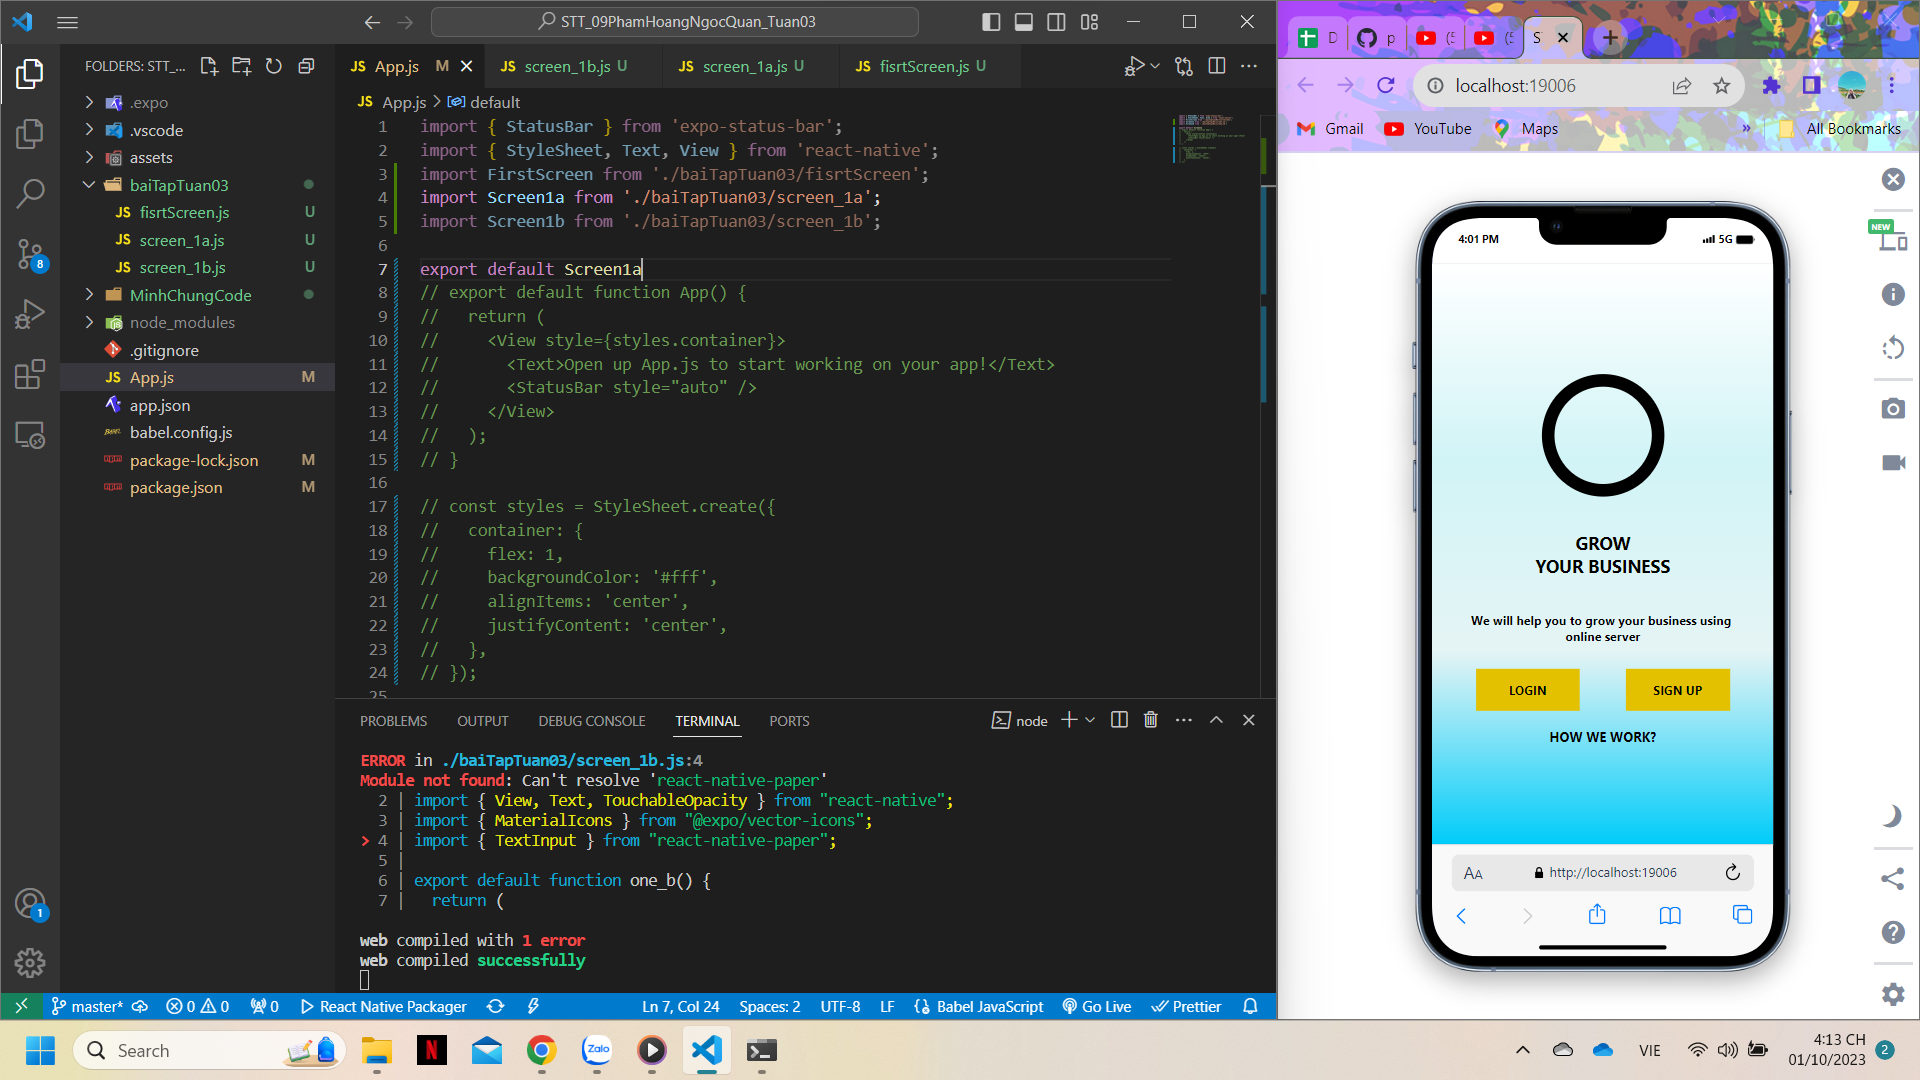 STT_09PhamHoangNgocQuan_Tuan03
FOLDERS: STT_...
.expo
.vscode
assets
baiTapTuan03
JS fisrtScreen.js U
JS screen_1a.js U
JS screen_1b.js U
MinhChungCode
node_modules
.gitignore
JS App.js M
app.json
babel.config.js
package-lock.json M
package.json M
8
1
JS App.js M
JS screen_1b.js U
JS screen_1a.js U
JS fisrtScreen.js U
JS App.js > default
1 import { StatusBar } from 'expo-status-bar';
2 import { StyleSheet, Text, View } from 'react-native';
3 import FirstScreen from './baiTapTuan03/fisrtScreen';
4 import Screen1a from './baiTapTuan03/screen_1a';
5 import Screen1b from './baiTapTuan03/screen_1b';
6
7 export default Screen1a
8 // export default function App() {
9 //   return (
10 //     <View style={styles.container}>
11 //       <Text>Open up App.js to start working on your app!</Text>
12 //       <StatusBar style="auto" />
13 //     </View>
14 //   );
15 // }
16
17 // const styles = StyleSheet.create({
18 //   container: {
19 //     flex: 1,
20 //     backgroundColor: '#fff',
21 //     alignItems: 'center',
22 //     justifyContent: 'center',
23 //   },
24 // });
25
PROBLEMS OUTPUT DEBUG CONSOLE TERMINAL PORTS
node
ERROR in ./baiTapTuan03/screen_1b.js:4
Module not found: Can't resolve 'react-native-paper'
2 | import { View, Text, TouchableOpacity } from "react-native";
3 | import { MaterialIcons } from "@expo/vector-icons";
> 4 | import { TextInput } from "react-native-paper";
5 |
6 | export default function one_b() {
7 |   return (
web compiled with 1 error
web compiled successfully
master* 0 0 0 React Native Packager
Ln 7, Col 24 Spaces: 2 UTF-8 LF Babel JavaScript Go Live Prettier
D
p
(5
(5
S
localhost:19006
Gmail YouTube Maps » All Bookmarks
NEW
4:01 PM
5G
GROW
YOUR BUSINESS
We will help you to grow your business using
online server
LOGIN SIGN UP
HOW WE WORK?
AA http://localhost:19006
Search
Zalo
VIE
4:13 CH
01/10/2023
2